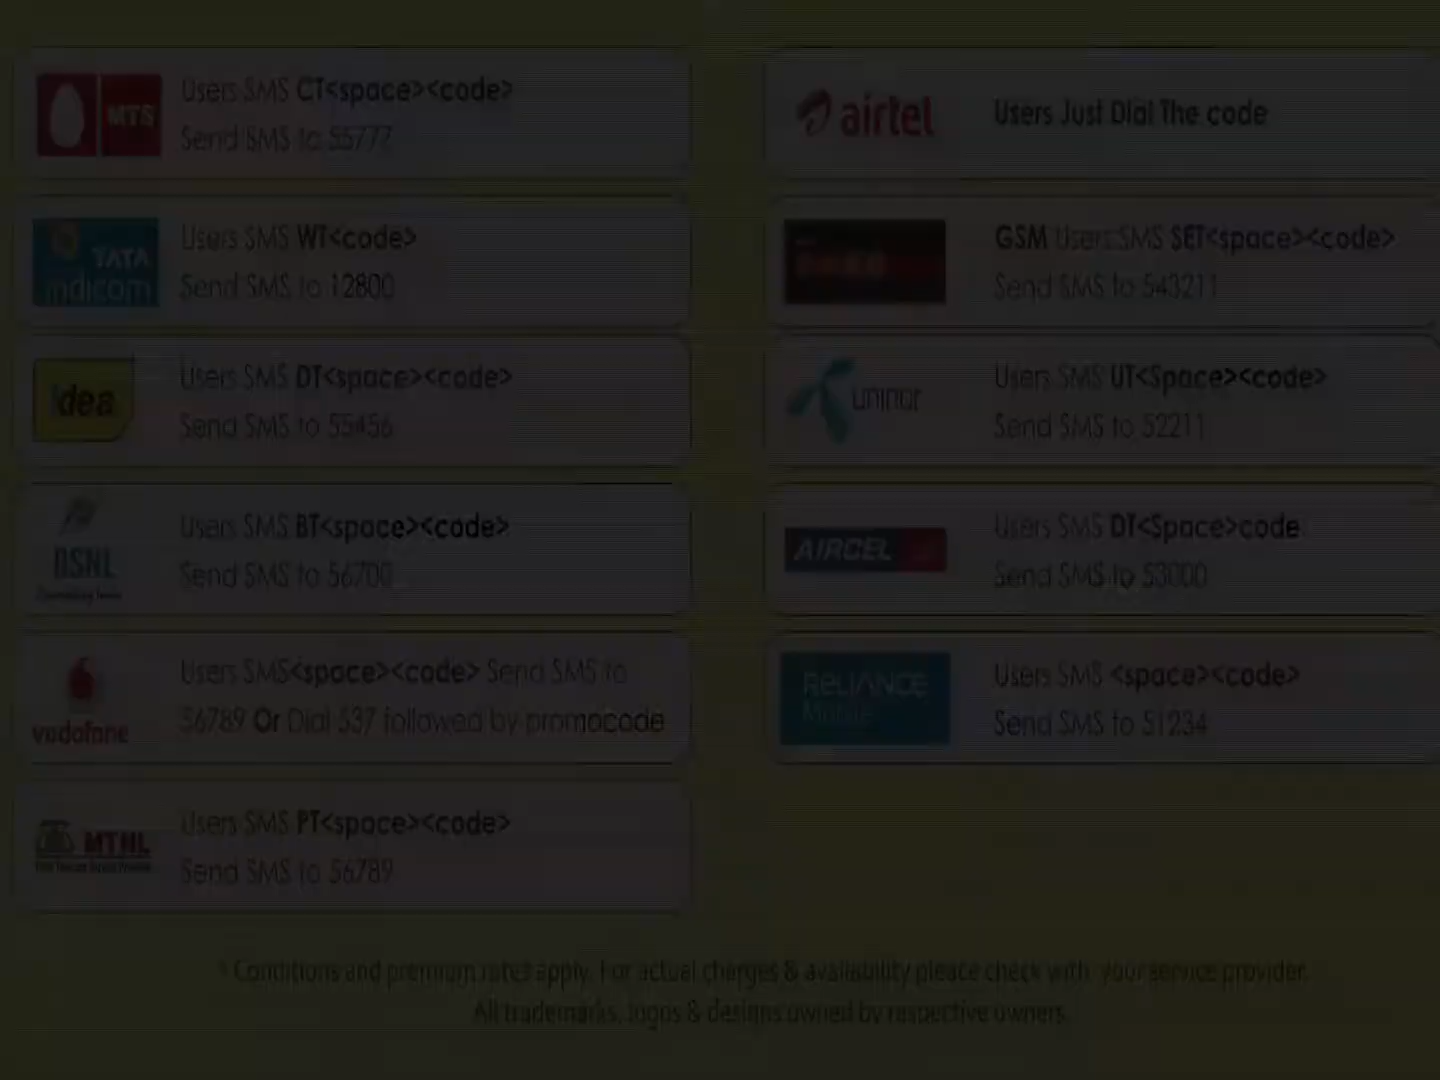 MTS
Users SMS CT<space><code>
Send SMS to 55777
TATA
indicom
Users SMS WT<code>
Send SMS to 12800
Idea
Users SMS DT<space><code>
Send SMS to 55456
BSNL
Users SMS BT<space><code>
Send SMS to 56700
vodafone
Users SMS<space><code> Send SMS to
56789 Or Dial 537 followed by promocode
MTNL
Users SMS PT<space><code>
Send SMS to 56789
airtel
Users Just Dial The code
GSM Users SMS SET<space><code>
Send SMS to 543211
uninor
Users SMS UT<Space><code>
Send SMS to 52211
AIRCEL
Users SMS DT<Space>code
Send SMS to 53000
RELIANCE
Mobile
Users SMS <space><code>
Send SMS to 51234
* Conditions and premium rates apply. For actual charges & availability please check with your service provider.
All trademarks, logos & designs owned by respective owners.